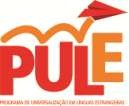 PULE
PROGRAMA DE UNIVERSALIZAÇÃO EM LÍNGUAS ESTRANGEIRAS